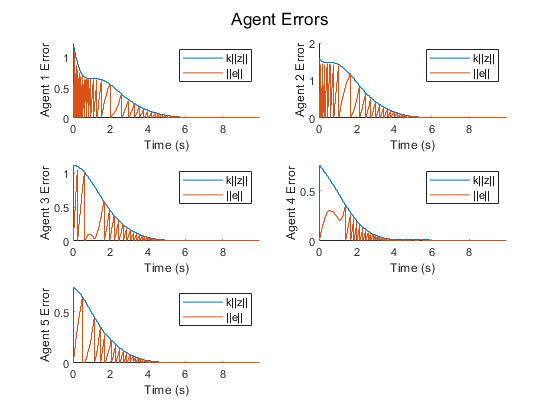 Agent Errors
Agent 1 Error
1
0.5
0
0 2 4 6 8
Time (s)
k||z||
||e||
Agent 2 Error
2
1
0
0 2 4 6 8
Time (s)
k||z||
||e||
Agent 3 Error
1
0.5
0
0 2 4 6 8
Time (s)
k||z||
||e||
Agent 4 Error
0.5
0
0 2 4 6 8
Time (s)
k||z||
||e||
Agent 5 Error
0.5
0
0 2 4 6 8
Time (s)
k||z||
||e||